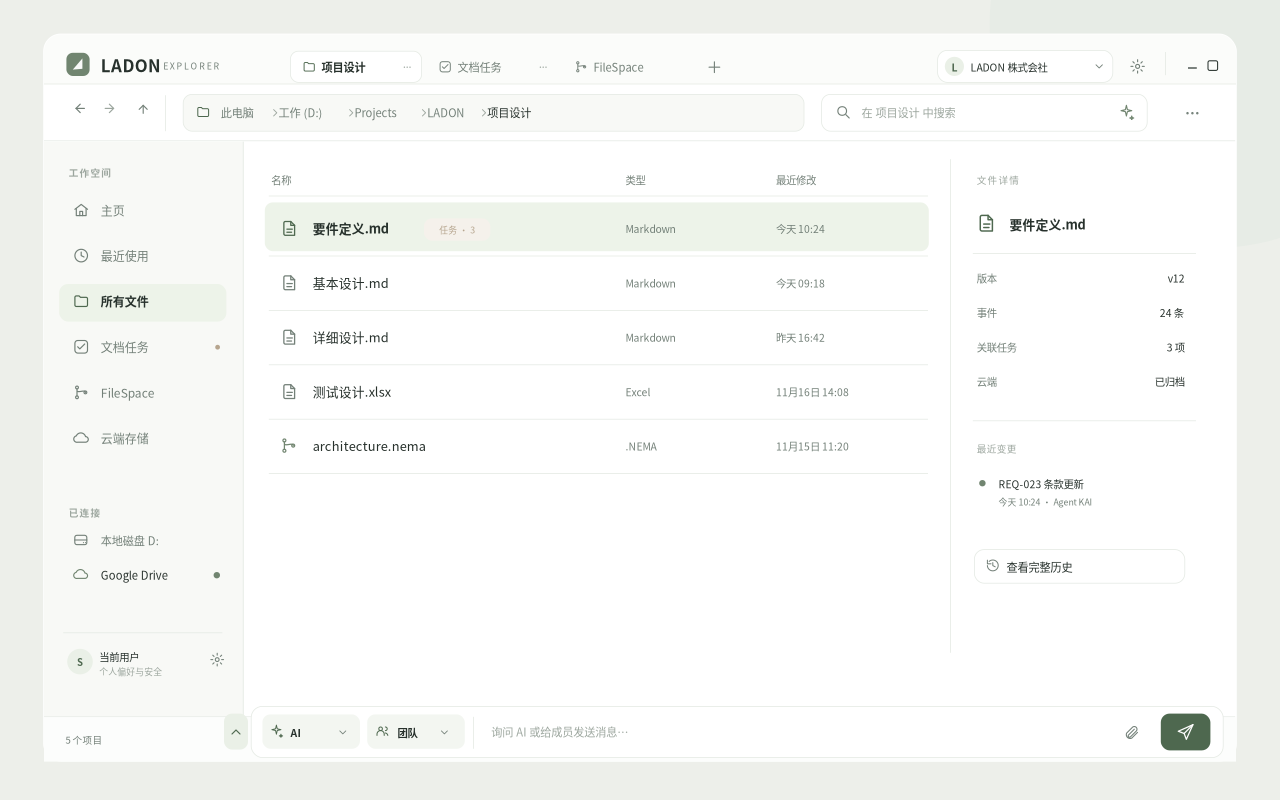 LADON EXPLORER
项目设计 ···
文档任务 ···
FileSpace
L LADON 株式会社
此电脑 >工作 (D:) >Projects >LADON >项目设计
在 项目设计 中搜索
工作空间
主页
最近使用
所有文件
文档任务
FileSpace
云端存储
已连接
本地磁盘 D:
Google Drive
S 当前用户
个人偏好与安全
5 个项目
名称 类型 最近修改
要件定义.md 任务 · 3 Markdown 今天 10:24
基本设计.md Markdown 今天 09:18
详细设计.md Markdown 昨天 16:42
测试设计.xlsx Excel 11月16日 14:08
architecture.nema .NEMA 11月15日 11:20
文件详情
要件定义.md
版本 v12
事件 24 条
关联任务 3 项
云端 已归档
最近变更
REQ-023 条款更新
今天 10:24 · Agent KAI
查看完整历史
AI
团队
询问 AI 或给成员发送消息…